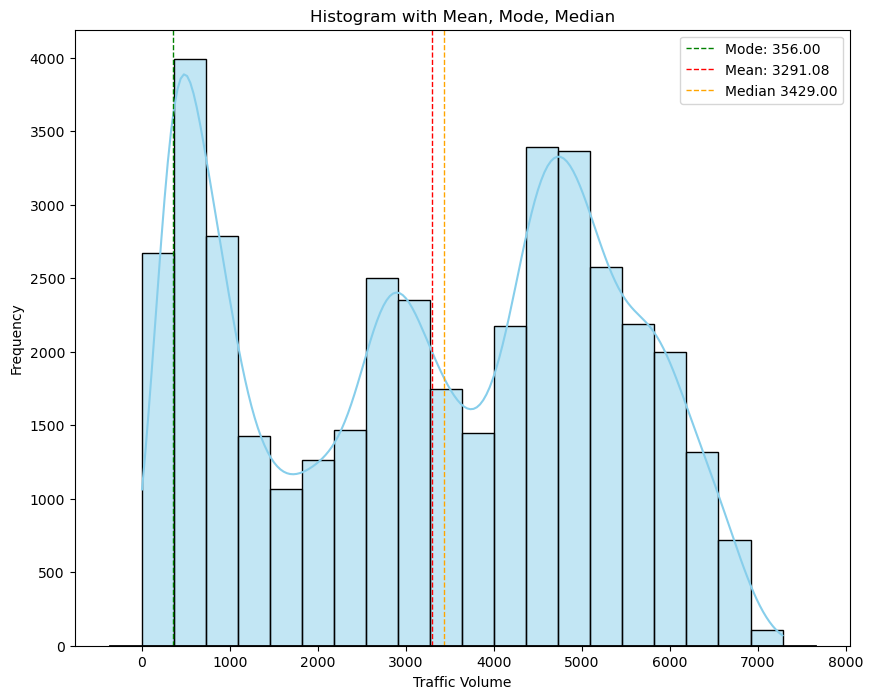 Histogram with Mean, Mode, Median
Mode: 356.00
Mean: 3291.08
Median 3429.00
4000
3500
3000
2500
2000
1500
1000
500
0
Frequency
0 1000 2000 3000 4000 5000 6000 7000 8000
Traffic Volume